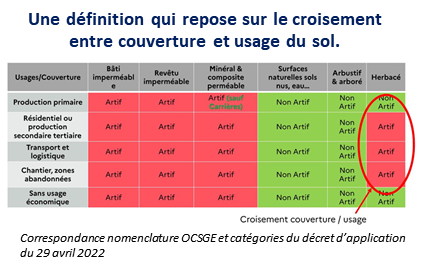 Une définition qui repose sur le croisement
entre couverture et usage du sol.
Usages/Couverture Bâti imperméable Revêtu imperméable Minéral & composite perméable Surfaces naturelles sols nus, eau... Arbustif & arboré Herbacé
Production primaire Artif Artif Artif (sauf Carrières) Non Artif Non Artif Non Artif
Résidentiel ou production secondaire tertiaire Artif Artif Artif Non Artif Non Artif Artif
Transport et logistique Artif Artif Artif Non Artif Non Artif Artif
Chantier, zones abandonnées Artif Artif Artif Non Artif Non Artif Artif
Sans usage économique Artif Artif Artif Non Artif Non Artif Non Artif
Croisement couverture / usage
Correspondance nomenclature OCSGE et catégories du décret d'application
du 29 avril 2022